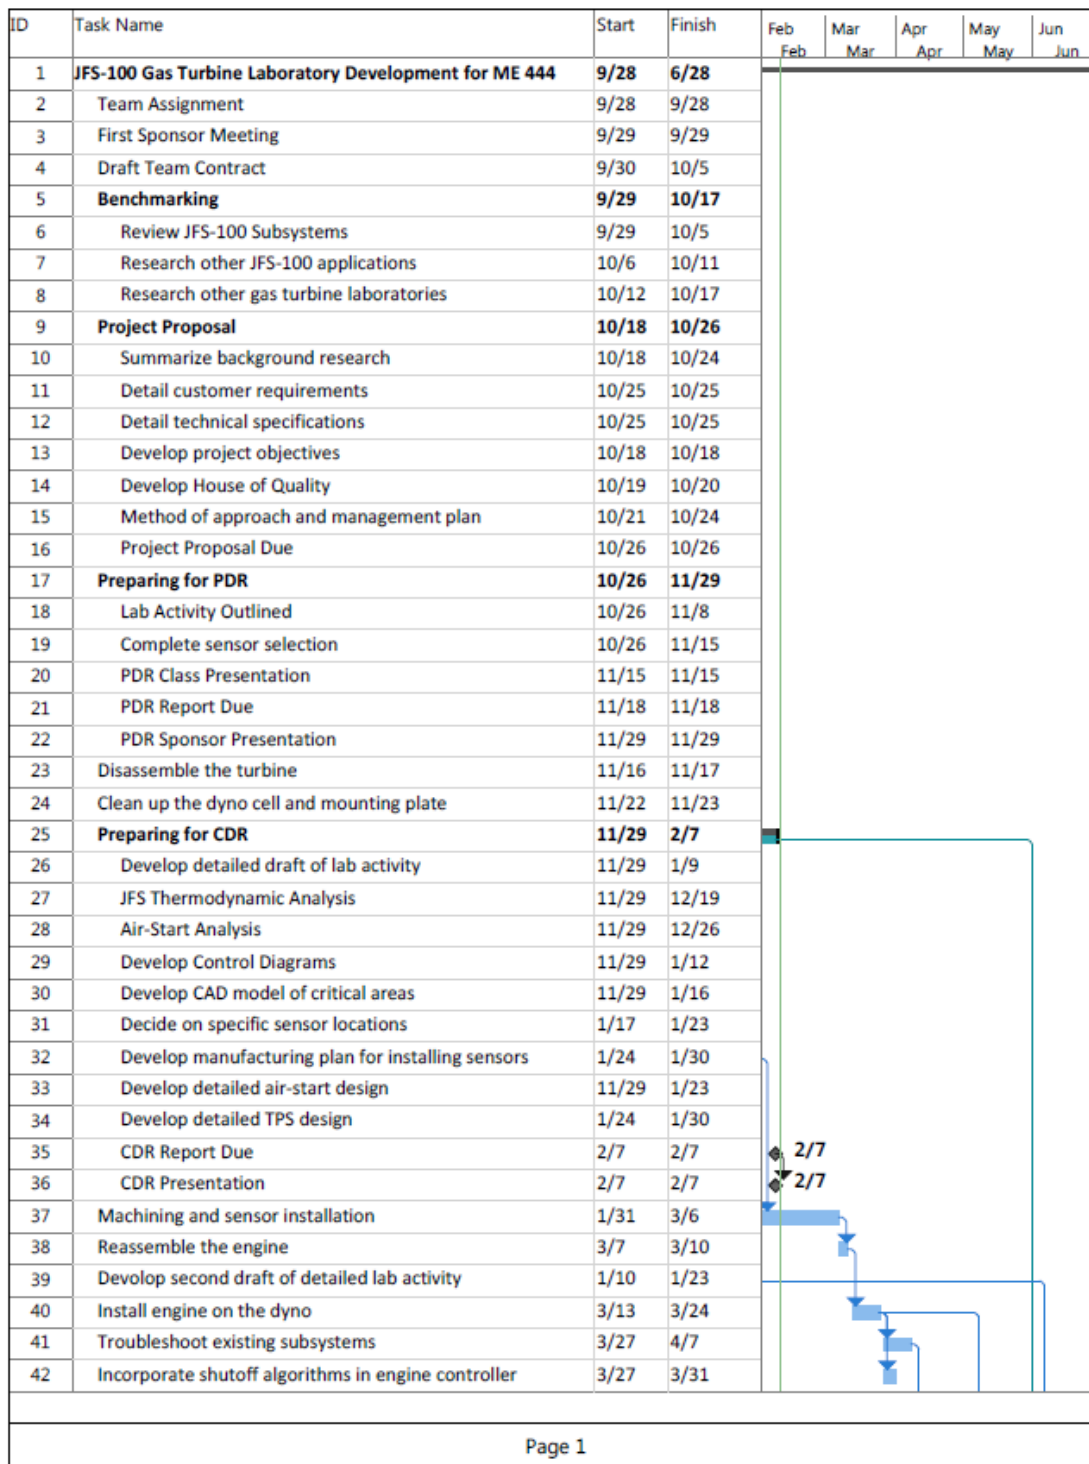 ID Task Name Start Finish Feb Mar Apr May Jun
Feb Mar Apr May Jun
1 JFS-100 Gas Turbine Laboratory Development for ME 444 9/28 6/28
2 Team Assignment 9/28 9/28
3 First Sponsor Meeting 9/29 9/29
4 Draft Team Contract 9/30 10/5
5 Benchmarking 9/29 10/17
6 Review JFS-100 Subsystems 9/29 10/5
7 Research other JFS-100 applications 10/6 10/11
8 Research other gas turbine laboratories 10/12 10/17
9 Project Proposal 10/18 10/26
10 Summarize background research 10/18 10/24
11 Detail customer requirements 10/25 10/25
12 Detail technical specifications 10/25 10/25
13 Develop project objectives 10/18 10/18
14 Develop House of Quality 10/19 10/20
15 Method of approach and management plan 10/21 10/24
16 Project Proposal Due 10/26 10/26
17 Preparing for PDR 10/26 11/29
18 Lab Activity Outlined 10/26 11/8
19 Complete sensor selection 10/26 11/15
20 PDR Class Presentation 11/15 11/15
21 PDR Report Due 11/18 11/18
22 PDR Sponsor Presentation 11/29 11/29
23 Disassemble the turbine 11/16 11/17
24 Clean up the dyno cell and mounting plate 11/22 11/23
25 Preparing for CDR 11/29 2/7
26 Develop detailed draft of lab activity 11/29 1/9
27 JFS Thermodynamic Analysis 11/29 12/19
28 Air-Start Analysis 11/29 12/26
29 Develop Control Diagrams 11/29 1/12
30 Develop CAD model of critical areas 11/29 1/16
31 Decide on specific sensor locations 1/17 1/23
32 Develop manufacturing plan for installing sensors 1/24 1/30
33 Develop detailed air-start design 11/29 1/23
34 Develop detailed TPS design 1/24 1/30
35 CDR Report Due 2/7 2/7 2/7
36 CDR Presentation 2/7 2/7 2/7
37 Machining and sensor installation 1/31 3/6
38 Reassemble the engine 3/7 3/10
39 Devolop second draft of detailed lab activity 1/10 1/23
40 Install engine on the dyno 3/13 3/24
41 Troubleshoot existing subsystems 3/27 4/7
42 Incorporate shutoff algorithms in engine controller 3/27 3/31
Page 1